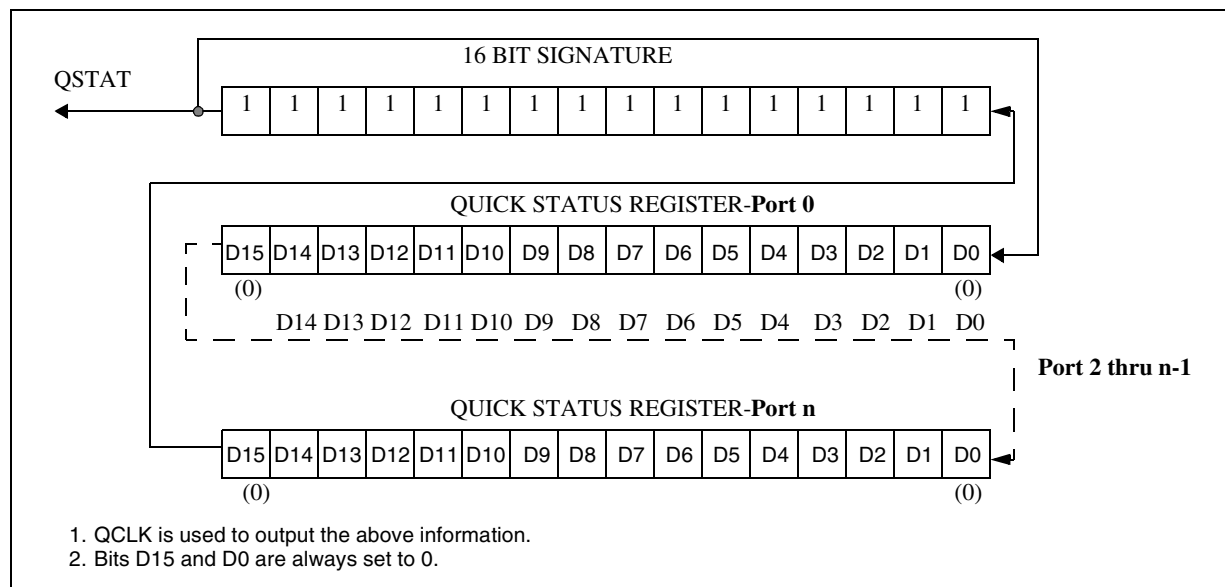 16 BIT SIGNATURE
QSTAT
1 1 1 1 1 1 1 1 1 1 1 1 1 1 1 1
QUICK STATUS REGISTER-Port 0
D15 D14 D13 D12 D11 D10 D9 D8 D7 D6 D5 D4 D3 D2 D1 D0
(0) (0)
D14 D13 D12 D11 D10 D9 D8 D7 D6 D5 D4 D3 D2 D1 D0
Port 2 thru n-1
QUICK STATUS REGISTER-Port n
D15 D14 D13 D12 D11 D10 D9 D8 D7 D6 D5 D4 D3 D2 D1 D0
(0) (0)
1. QCLK is used to output the above information.
2. Bits D15 and D0 are always set to 0.